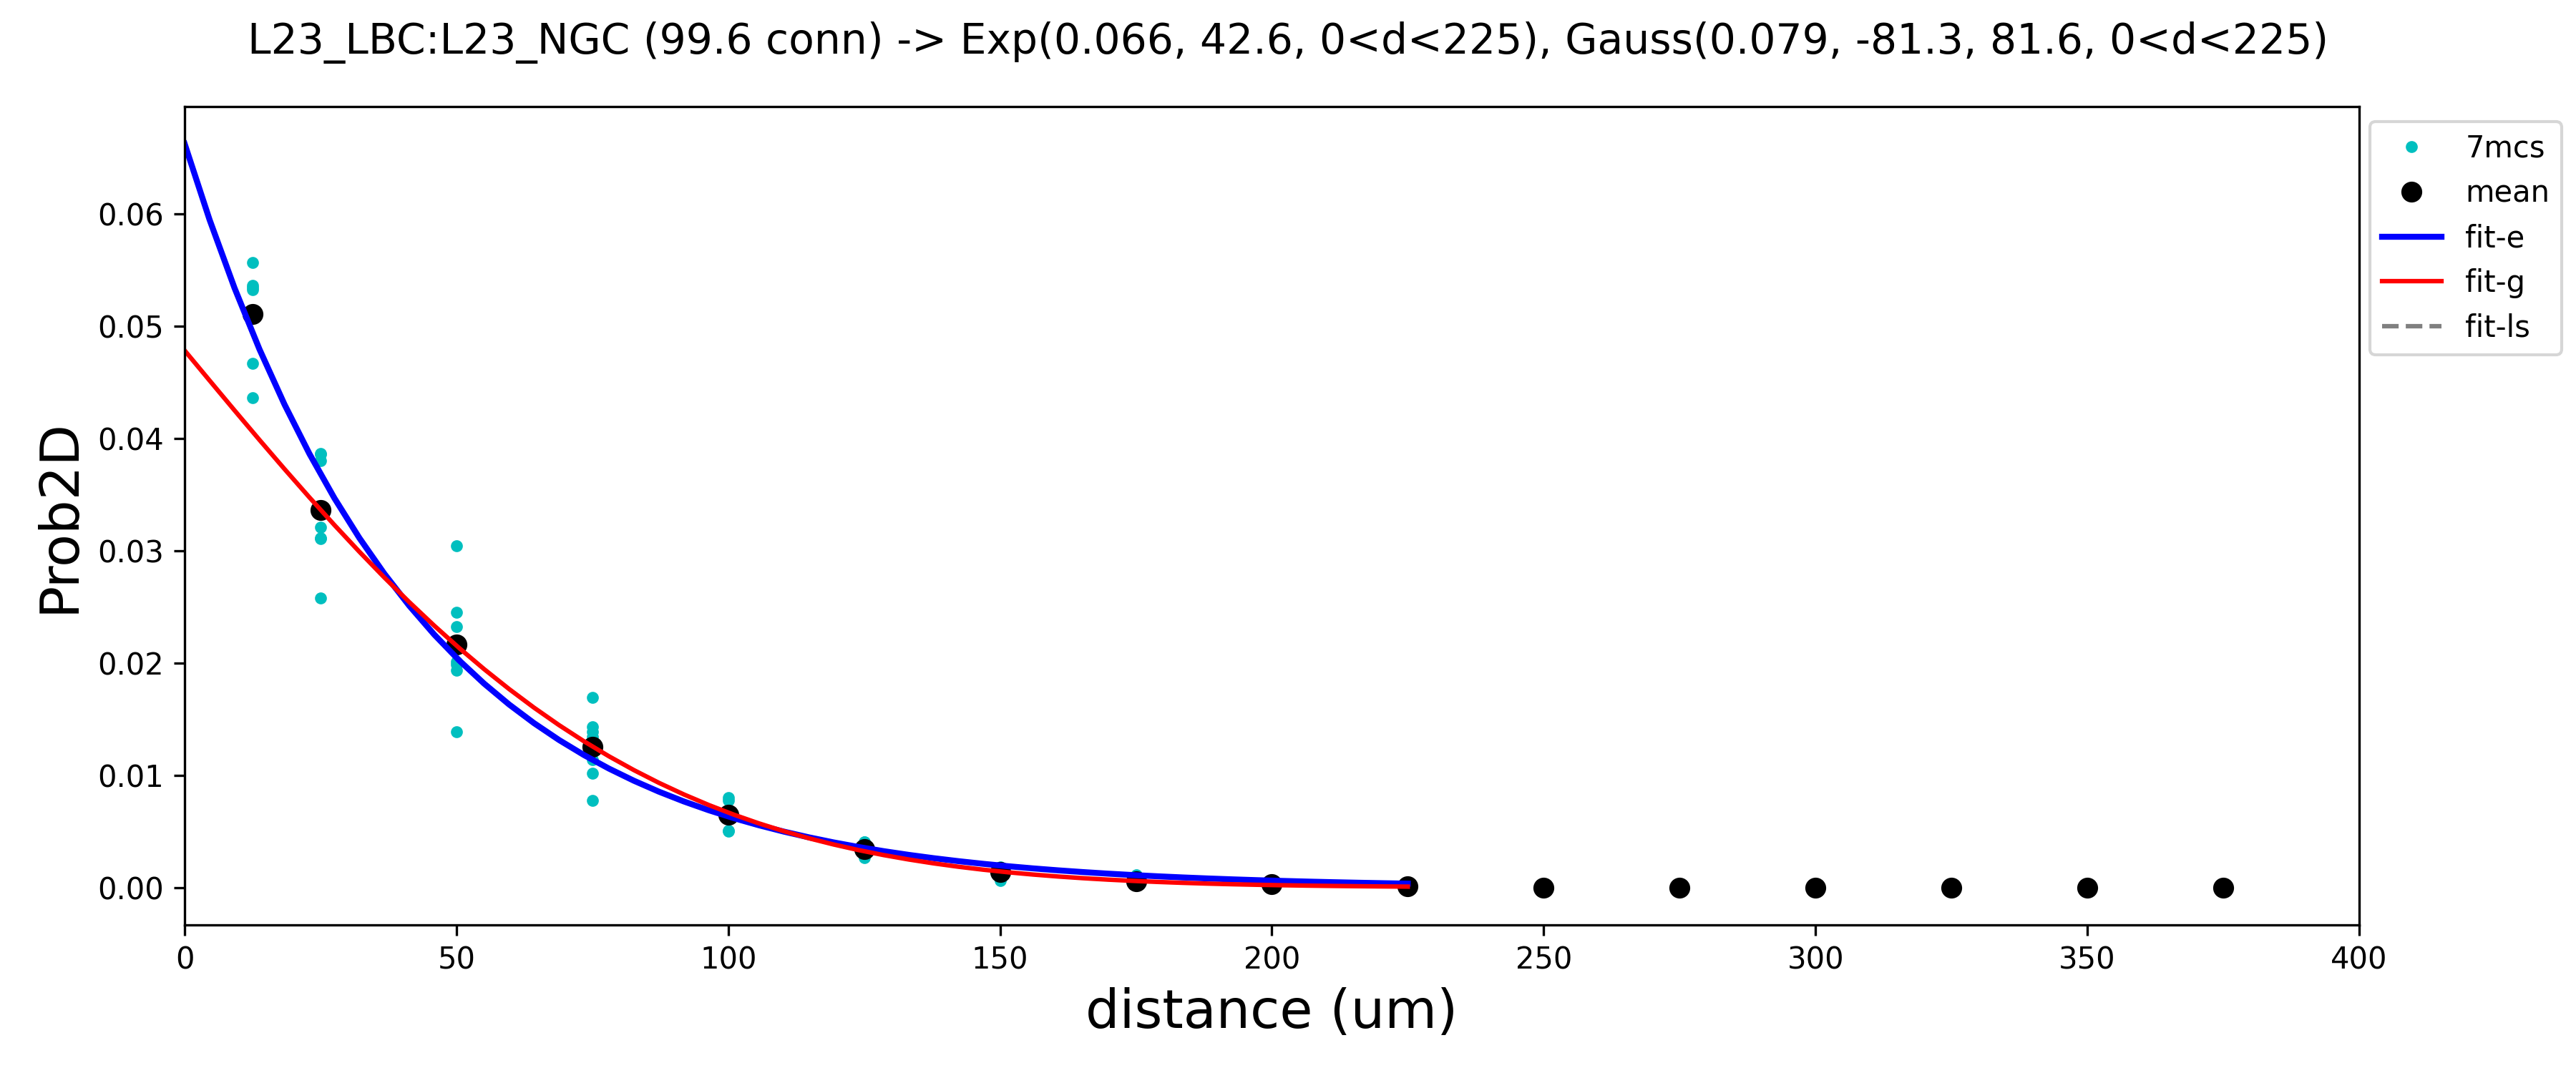 L23_LBC:L23_NGC (99.6 conn) -> Exp(0.066, 42.6, 0<d<225), Gauss(0.079, -81.3, 81.6, 0<d<225)
7mcs
mean
fit-e
fit-g
fit-ls
Prob2D
0.06
0.05
0.04
0.03
0.02
0.01
0.00
0 50 100 150 200 250 300 350 400
distance (um)